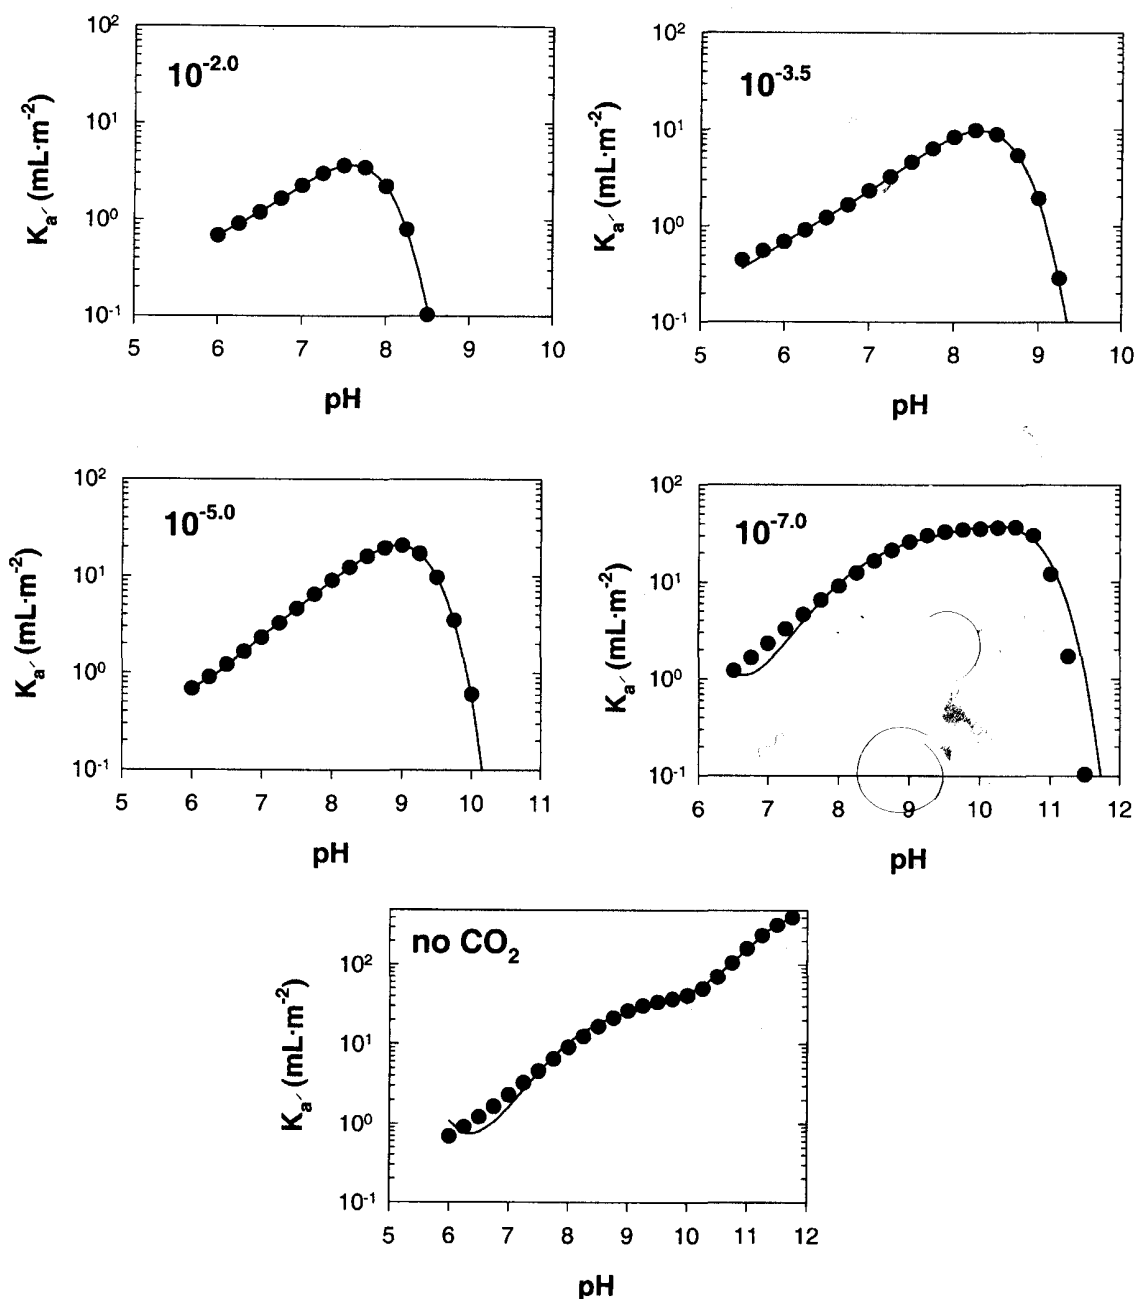 10²
10¹
10⁰
10⁻¹
Kₐ′ (mL·m⁻²)
10⁻²·⁰
5 6 7 8 9 10
pH
10²
10¹
10⁰
10⁻¹
Kₐ′ (mL·m⁻²)
10⁻³·⁵
5 6 7 8 9 10
pH
10²
10¹
10⁰
10⁻¹
Kₐ′ (mL·m⁻²)
10⁻⁵·⁰
5 6 7 8 9 10 11
pH
10²
10¹
10⁰
10⁻¹
Kₐ′ (mL·m⁻²)
10⁻⁷·⁰
6 7 8 9 10 11 12
pH
no CO₂
10²
10¹
10⁰
10⁻¹
Kₐ′ (mL·m⁻²)
5 6 7 8 9 10 11 12
pH